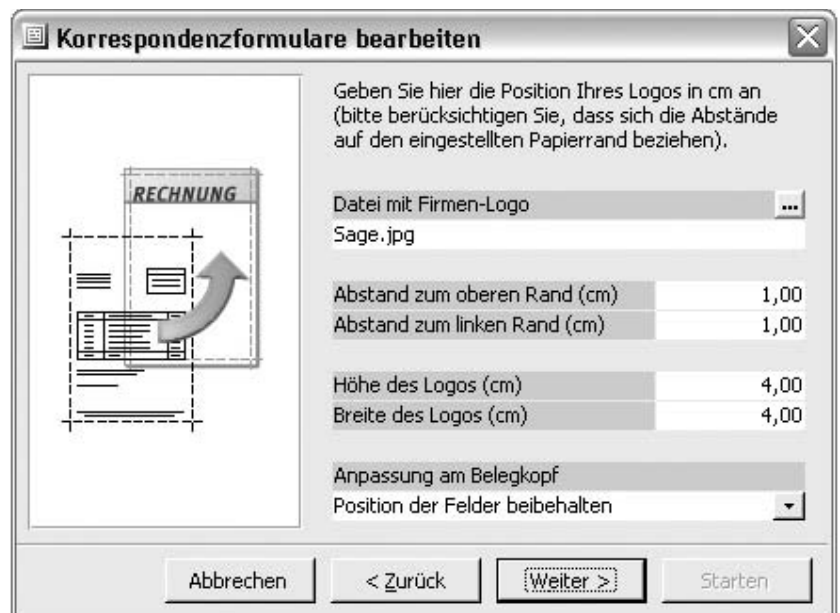 Korrespondenzformulare bearbeiten
Geben Sie hier die Position Ihres Logos in cm an
(bitte berücksichtigen Sie, dass sich die Abstände
auf den eingestellten Papierrand beziehen).
RECHNUNG
Datei mit Firmen-Logo ...
Sage.jpg
Abstand zum oberen Rand (cm) 1,00
Abstand zum linken Rand (cm) 1,00
Höhe des Logos (cm) 4,00
Breite des Logos (cm) 4,00
Anpassung am Belegkopf
Position der Felder beibehalten
Abbrechen < Zurück Weiter > Starten